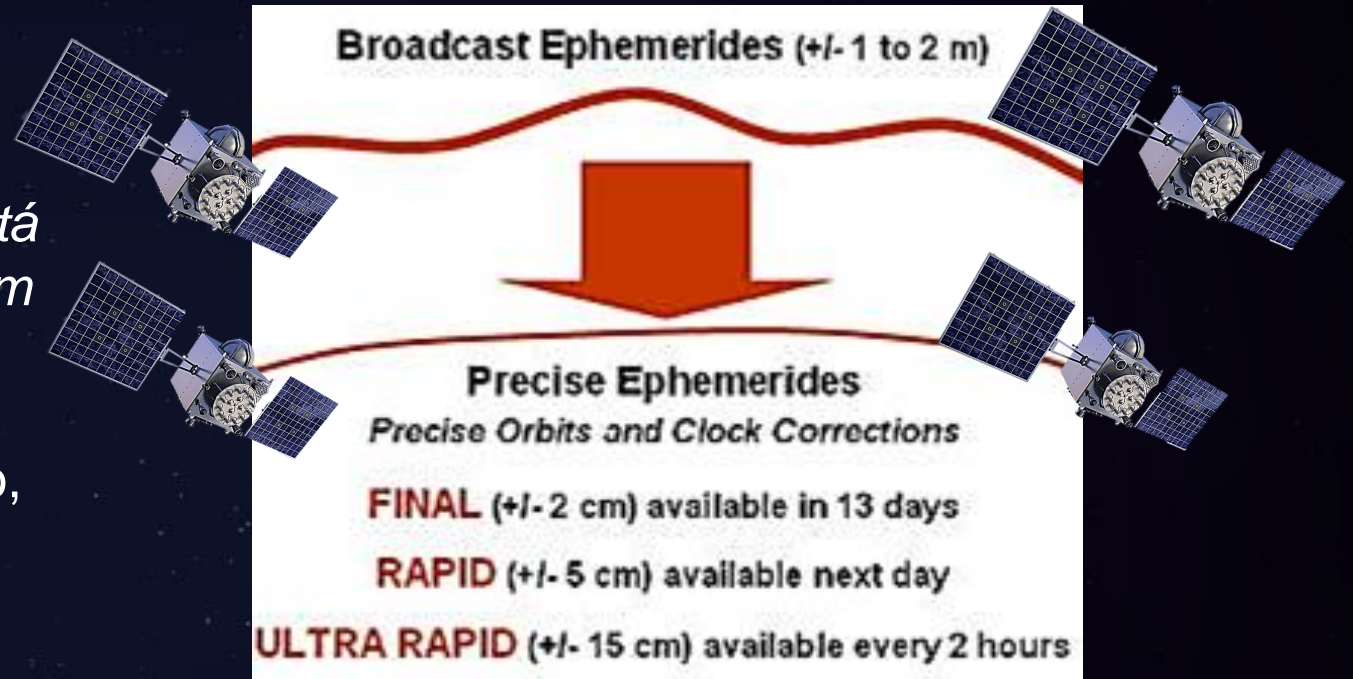 Broadcast Ephemerides (+/- 1 to 2 m)
tá
m
Precise Ephemerides
Precise Orbits and Clock Corrections
o,
FINAL (+/- 2 cm) available in 13 days
RAPID (+/- 5 cm) available next day
ULTRA RAPID (+/- 15 cm) available every 2 hours